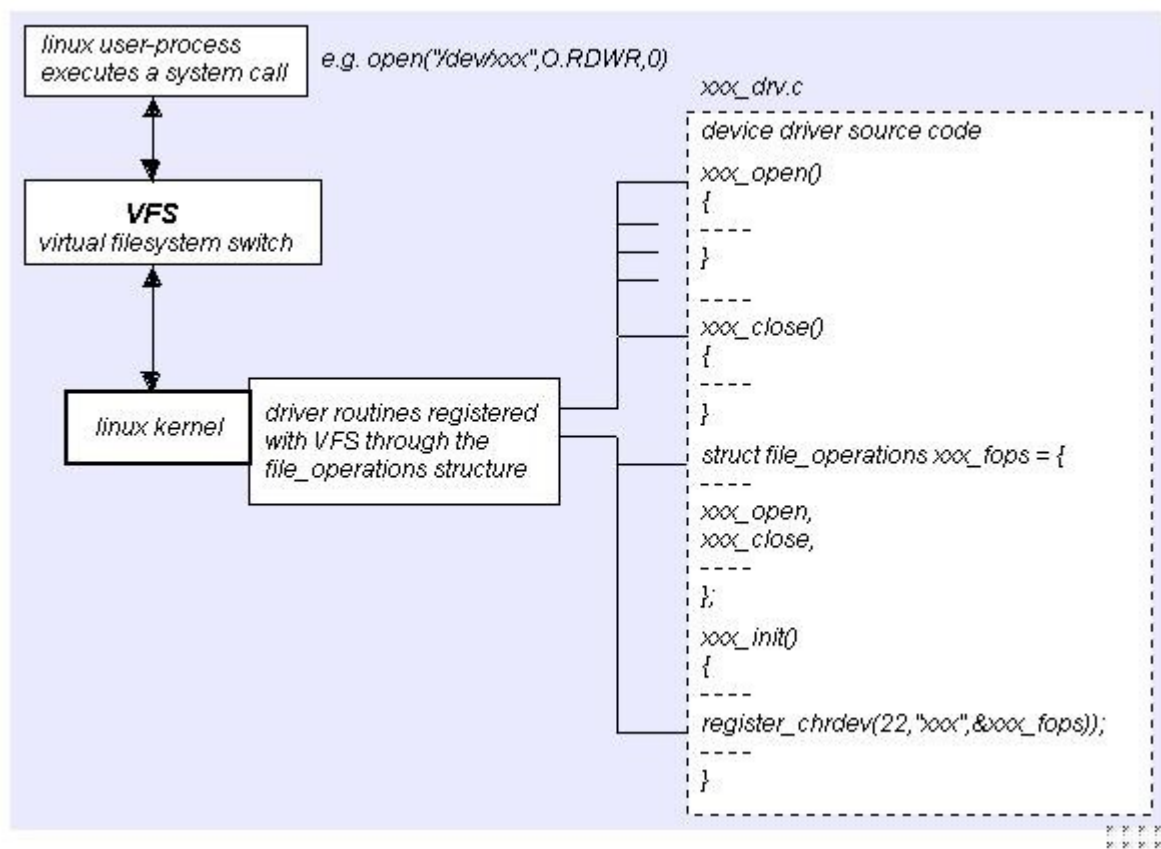 linux user-process
executes a system call
e.g. open("/dev/xxx",O.RDWR,0)
VFS
virtual filesystem switch
linux kernel
driver routines registered
with VFS through the
file_operations structure
xxx_drv.c
device driver source code
xxx_open()
{
----
}
----
xxx_close()
{
----
}
struct file_operations xxx_fops = {
----
xxx_open,
xxx_close,
----
};
xxx_init()
{
----
register_chrdev(22,"xxx",&xxx_fops));
----
}